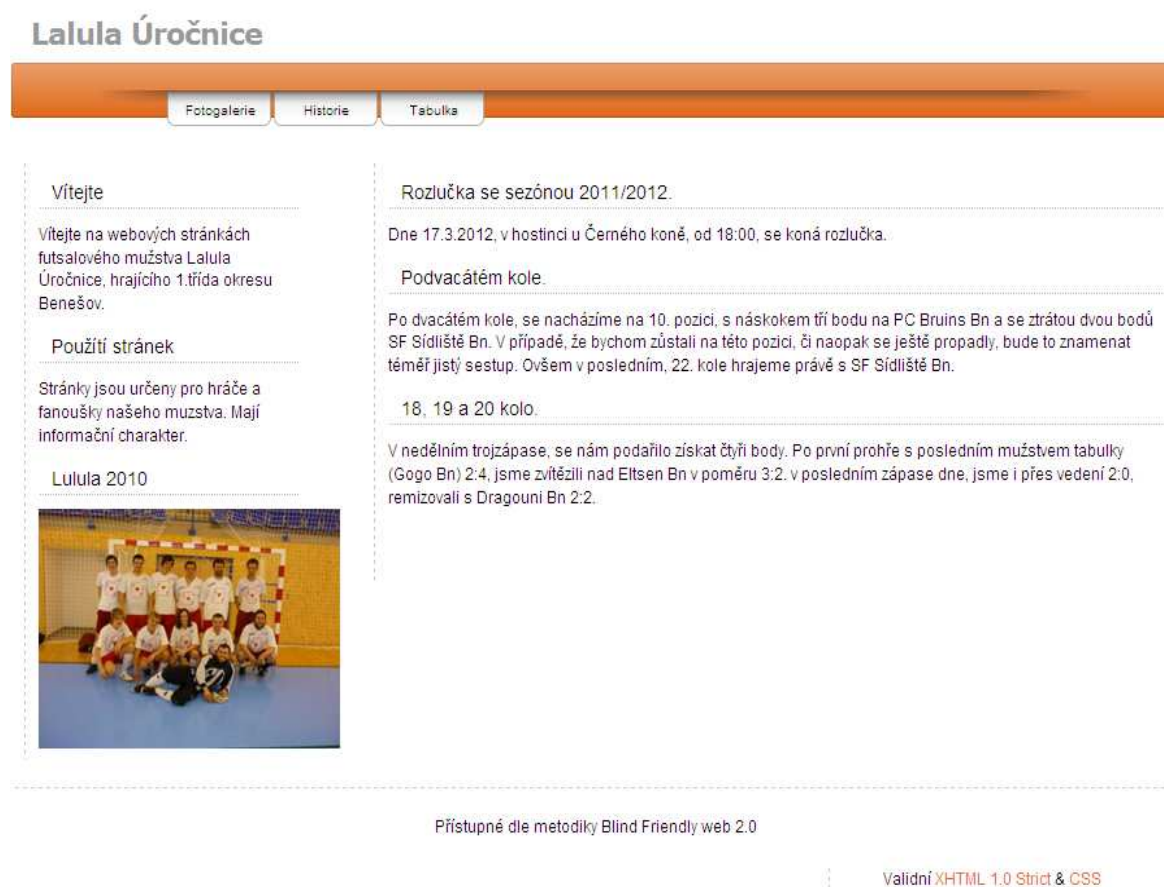 Lalula Úročnice
Fotogalerie
Historie
Tabulka
Vítejte
Vítejte na webových stránkách
futsalového mužstva Lalula
Úročnice, hrajícího 1.třída okresu
Benešov.
Použítí stránek
Stránky jsou určeny pro hráče a
fanoušky našeho muzstva. Mají
informační charakter.
Lulula 2010
Rozlučka se sezónou 2011/2012.
Dne 17.3.2012, v hostinci u Černého koně, od 18:00, se koná rozlučka.
Podvacátém kole.
Po dvacátém kole, se nacházíme na 10. pozici, s náskokem tří bodu na PC Bruins Bn a se ztrátou dvou bodů
SF Sídliště Bn. V případě, že bychom zůstali na této pozici, či naopak se ještě propadly, bude to znamenat
téměř jistý sestup. Ovšem v posledním, 22. kole hrajeme právě s SF Sídliště Bn.
18, 19 a 20 kolo.
V nedělním trojzápase, se nám podařilo získat čtyři body. Po první prohře s posledním mužstvem tabulky
(Gogo Bn) 2:4, jsme zvítězili nad Eltsen Bn v poměru 3:2. v posledním zápase dne, jsme i přes vedení 2:0,
remizovali s Dragouni Bn 2:2.
Přístupné dle metodiky Blind Friendly web 2.0
Validní XHTML 1.0 Strict & CSS